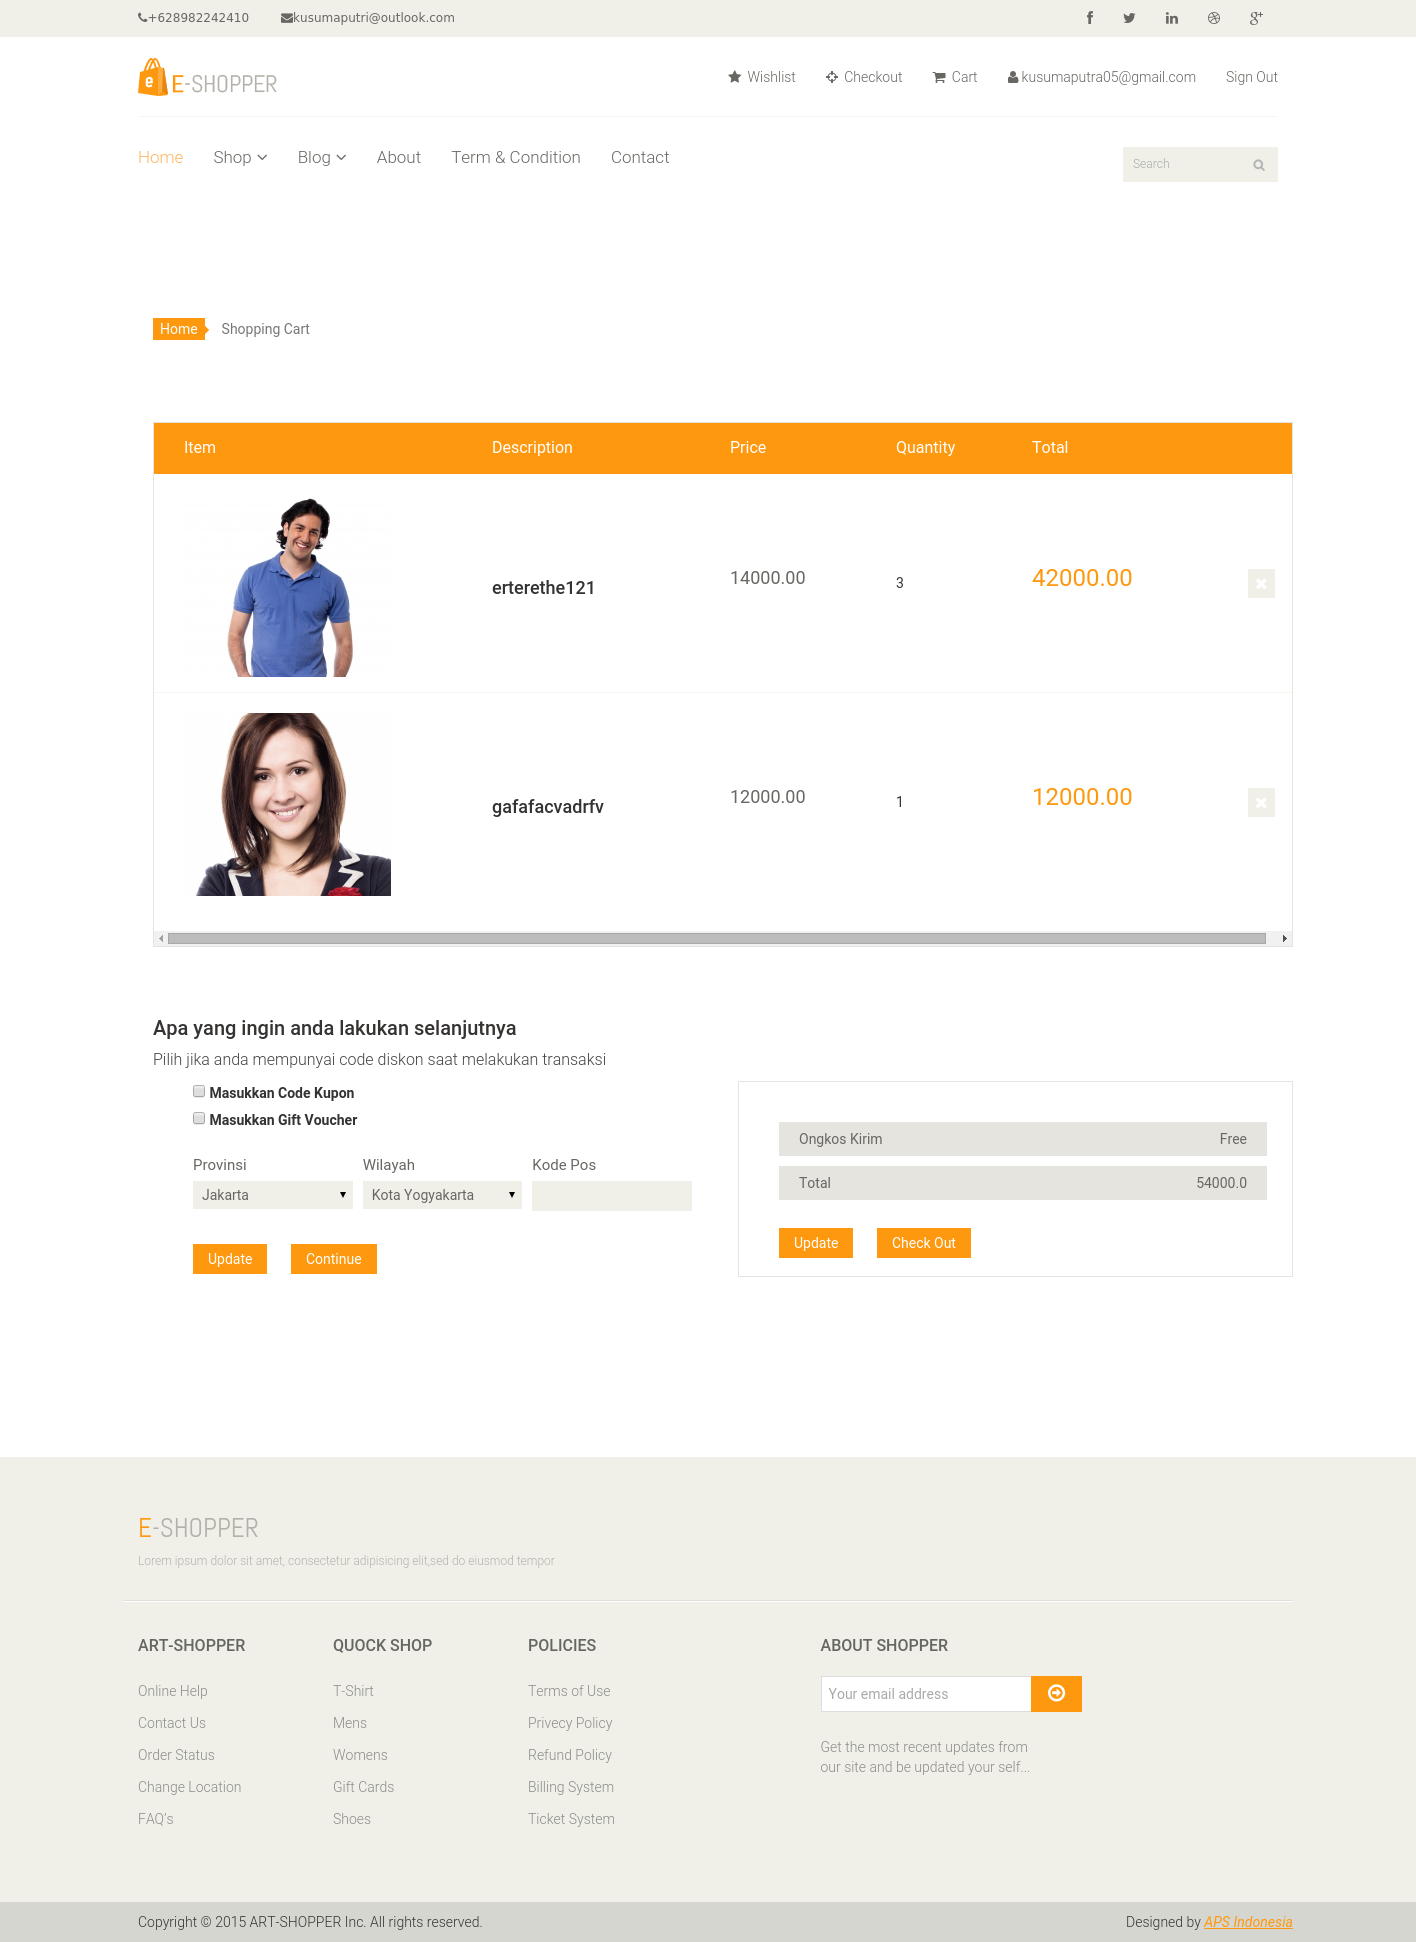 +628982242410 kusumaputri@outlook.com
E-SHOPPER
Wishlist Checkout Cart kusumaputra05@gmail.com Sign Out
Home Shop Blog About Term & Condition Contact
Search
Home Shopping Cart
Item Description Price Quantity Total
erterethe121 14000.00 3 42000.00
gafafacvadrfv 12000.00 1 12000.00
Apa yang ingin anda lakukan selanjutnya
Pilih jika anda mempunyai code diskon saat melakukan transaksi
Masukkan Code Kupon
Masukkan Gift Voucher
Provinsi Wilayah Kode Pos
Jakarta Kota Yogyakarta
Update Continue
Ongkos Kirim Free
Total 54000.0
Update Check Out
E-SHOPPER
Lorem ipsum dolor sit amet, consectetur adipisicing elit,sed do eiusmod tempor
ART-SHOPPER
Online Help
Contact Us
Order Status
Change Location
FAQ's
QUOCK SHOP
T-Shirt
Mens
Womens
Gift Cards
Shoes
POLICIES
Terms of Use
Privecy Policy
Refund Policy
Billing System
Ticket System
ABOUT SHOPPER
Your email address
Get the most recent updates from
our site and be updated your self...
Copyright © 2015 ART-SHOPPER Inc. All rights reserved.
Designed by APS Indonesia